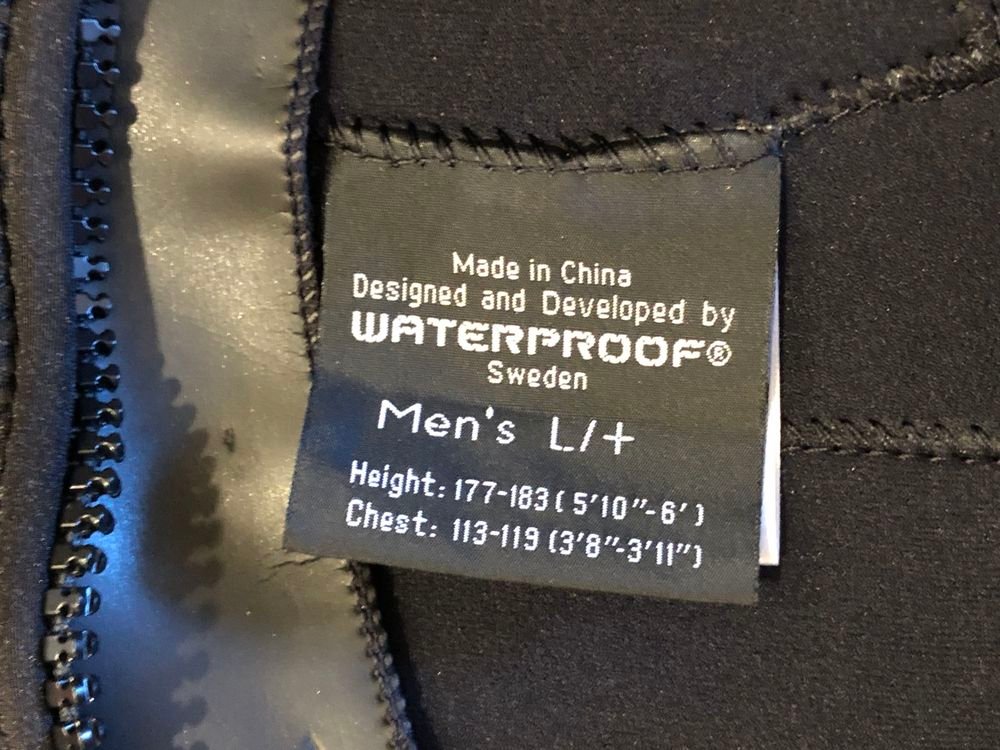 Made in China
Designed and Developed by
WATERPROOF®
Sweden
Men's L/+
Height: 177-183 ( 5'10"-6' )
Chest: 113-119 (3'8"-3'11")